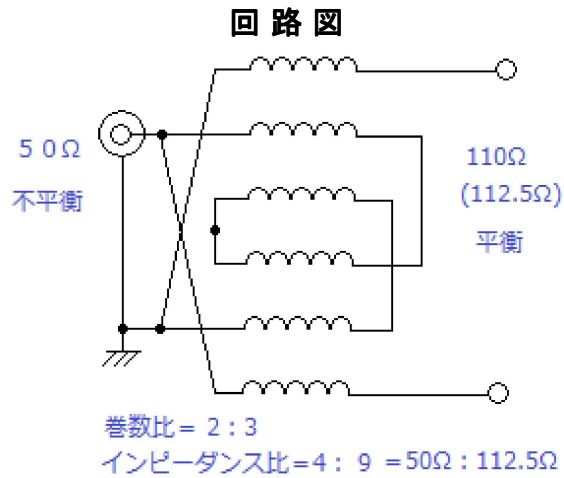 回路図
50Ω
不平衡
110Ω
(112.5Ω)
平衡
巻数比= 2:3
インピーダンス比=4: 9 =50Ω:112.5Ω